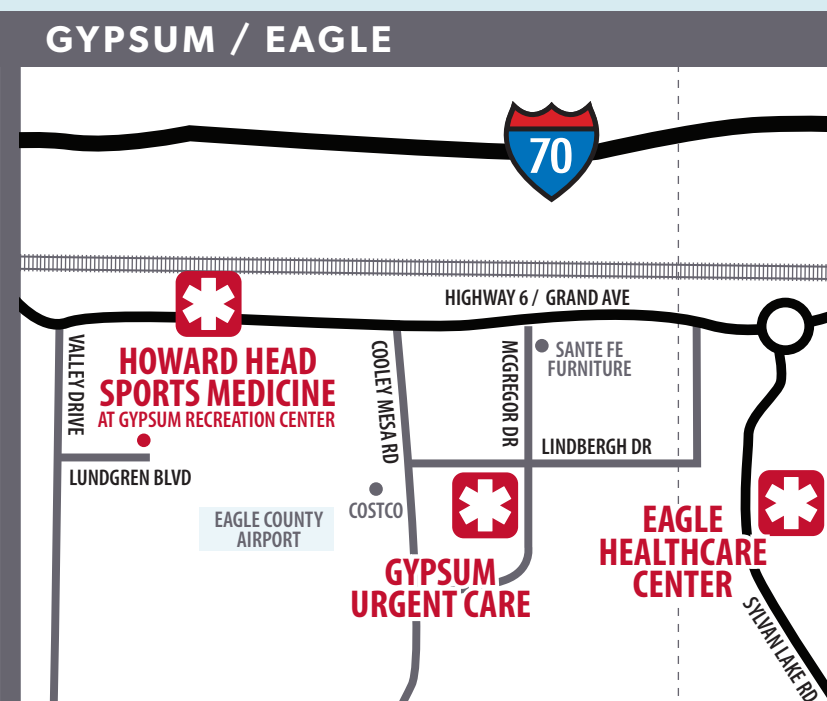 GYPSUM / EAGLE
70
HIGHWAY 6 / GRAND AVE
VALLEY DRIVE
HOWARD HEAD
SPORTS MEDICINE
AT GYPSUM RECREATION CENTER
COOLEY MESA RD
MCGREGOR DR
SANTE FE
FURNITURE
LINDBERGH DR
LUNDGREN BLVD
COSTCO
EAGLE COUNTY
AIRPORT
GYPSUM
URGENT CARE
EAGLE
HEALTHCARE
CENTER
SYLVAN LAKE RD